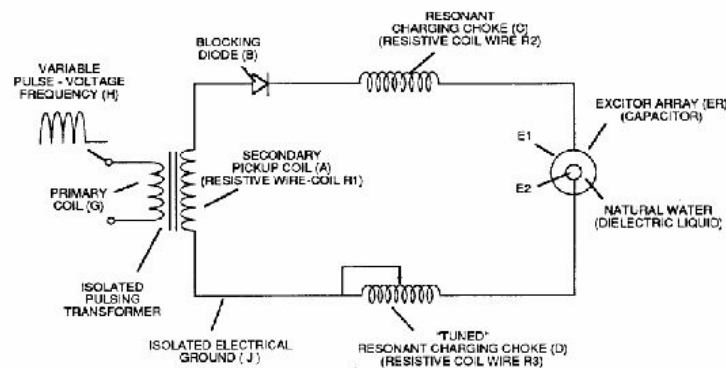 RESONANT
CHARGING CHOKE (C)
(RESISTIVE COIL WIRE R2)
BLOCKING
DIODE (B)
VARIABLE
PULSE - VOLTAGE
FREQUENCY (H)
EXCITOR ARRAY (ER)
(CAPACITOR)
E1
SECONDARY
PICKUP COIL (A)
(RESISTIVE WIRE-COIL R1)
E2
PRIMARY
COIL (G)
NATURAL WATER
(DIELECTRIC LIQUID)
ISOLATED
PULSING
TRANSFORMER
ISOLATED ELECTRICAL
GROUND ( J )
"TUNED"
RESONANT CHARGING CHOKE (D)
(RESISTIVE COIL WIRE R3)